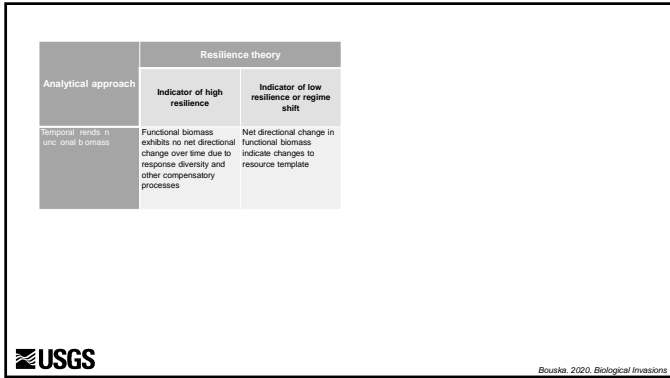 Resilience theory
Analytical approach
Indicator of high
resilience
Indicator of low
resilience or regime
shift
Temporal rends n
unc onal b omass
Functional biomass
exhibits no net directional
change over time due to
response diversity and
other compensatory
processes
Net directional change in
functional biomass
indicate changes to
resource template
USGS
Bouska. 2020. Biological Invasions